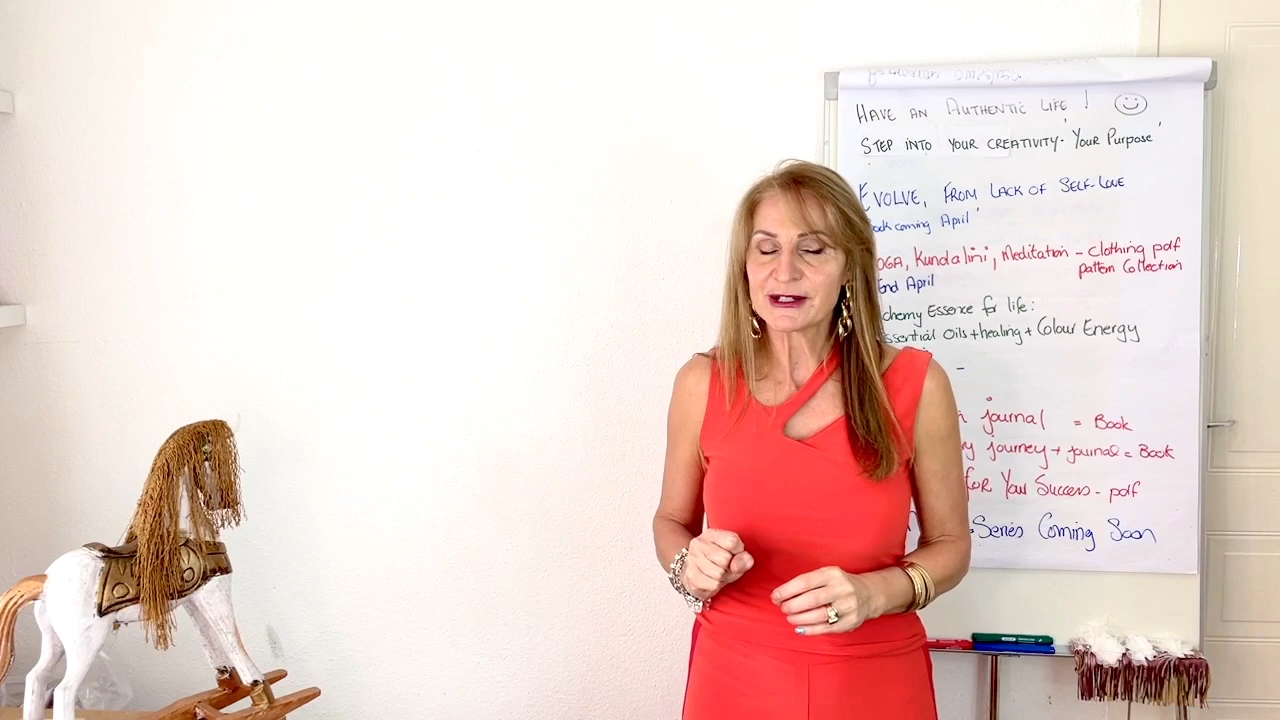 HAVE AN AUTHENTIC LIFE !
STEP INTO YOUR CREATIVITY. 'Your Purpose'
EVOLVE, FROM LACK OF SELF-LOVE
coming April'
Kundalini, Meditation - Clothing pdf
pattern Collection
End April
Essence for life:
Oils + healing + Colour Energy
-
journal = Book
journey + journal = Book
FOR Your Success - pdf
Series Coming Soon